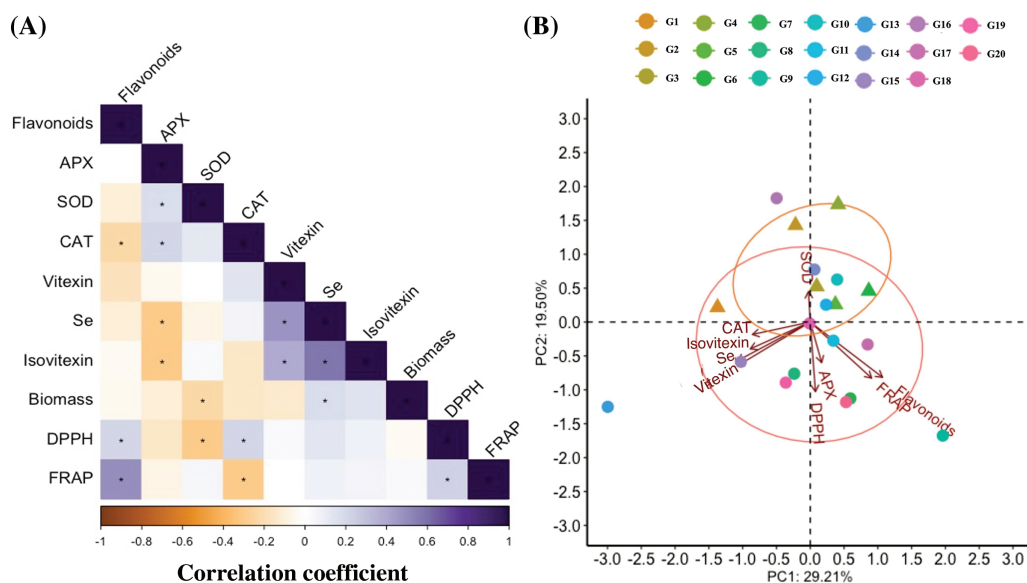 (A)
Flavonoids
APX
SOD
CAT
Vitexin
Se
Isovitexin
Biomass
DPPH
FRAP
Flavonoids
APX
SOD
CAT
Vitexin
Se
Isovitexin
Biomass
DPPH
FRAP
-1 -0.8 -0.6 -0.4 -0.2 0 0.2 0.4 0.6 0.8 1
Correlation coefficient
(B)
G1 G4 G7 G10 G13 G16 G19
G2 G5 G8 G11 G14 G17 G20
G3 G6 G9 G12 G15 G18
3.0
2.5
2.0
1.5
1.0
0.5
0.0
-0.5
-1.0
-1.5
-2.0
-2.5
-3.0
PC2: 19.50%
SOD
CAT
Isovitexin
Se
Vitexin
APX
DPPH
Flavonoids
FRAP
-3.0 -2.5 -2.0 -1.5 -1.0 -0.5 0.0 0.5 1.0 1.5 2.0 2.5 3.0
PC1: 29.21%